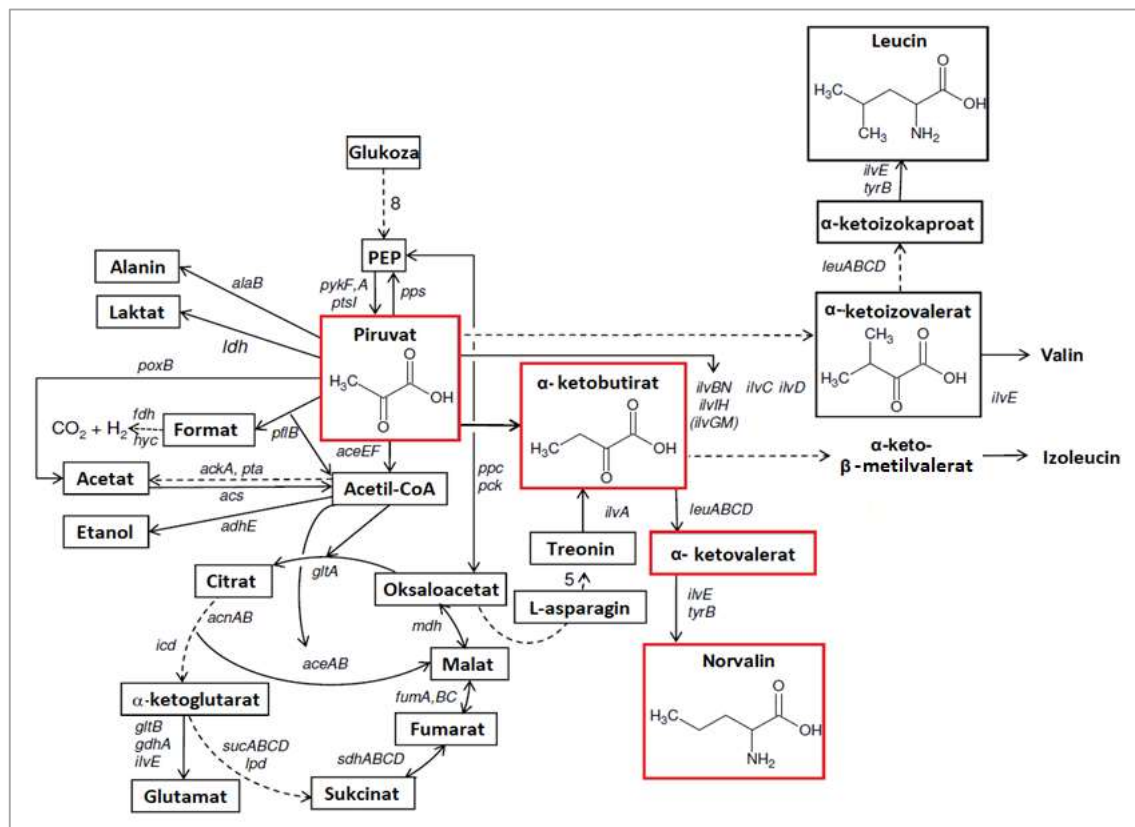 Leucin
O
H₃C
OH
CH₃
NH₂
ilvE
tyrB
α-ketoizokaproat
leuABCD
α-ketoizovalerat
CH₃
O
H₃C
OH
O
Valin
ilvE
Glukoza
8
PEP
pykF,A
ptsI
pps
Alanin
alaB
Laktat
ldh
Piruvat
O
H₃C
OH
O
poxB
ilvBN
ilvIH
(ilvGM)
ilvC
ilvD
α- ketobutirat
O
H₃C
OH
O
α-keto-
β-metilvalerat
Izoleucin
CO₂ + H₂
fdh
hyc
Format
pflB
aceEF
Acetat
ackA, pta
acs
Acetil-CoA
ppc
pck
Etanol
adhE
ilvA
leuABCD
Treonin
α- ketovalerat
5
L-asparagin
ilvE
tyrB
Citrat
gltA
Oksaloacetat
acnAB
mdh
icd
aceAB
Malat
α-ketoglutarat
fumA,BC
gltB
gdhA
ilvE
sucABCD
lpd
Fumarat
sdhABCD
Glutamat
Sukcinat
Norvalin
O
H₃C
OH
NH₂